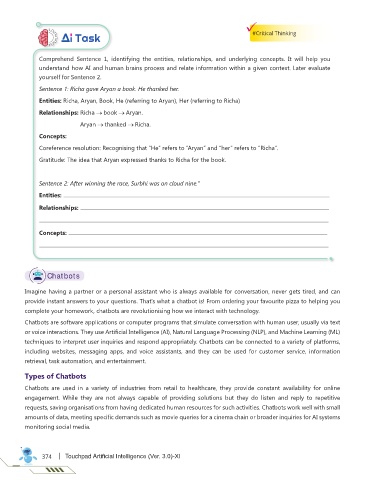 Ai Task
#Critical Thinking
Comprehend Sentence 1, identifying the entities, relationships, and underlying concepts. It will help you
understand how AI and human brains process and relate information within a given context. Later evaluate
yourself for Sentence 2.
Sentence 1: Richa gave Aryan a book. He thanked her.
Entities: Richa, Aryan, Book, He (referring to Aryan), Her (referring to Richa)
Relationships: Richa → book → Aryan.
Aryan → thanked → Richa.
Concepts:
Coreference resolution: Recognising that "He" refers to "Aryan" and "her" refers to "Richa".
Gratitude: The idea that Aryan expressed thanks to Richa for the book.
Sentence 2: After winning the race, Surbhi was on cloud nine."
Entities:
Relationships:
Concepts:
Chatbots
Imagine having a partner or a personal assistant who is always available for conversation, never gets tired, and can
provide instant answers to your questions. That's what a chatbot is! From ordering your favourite pizza to helping you
complete your homework, chatbots are revolutionising how we interact with technology.
Chatbots are software applications or computer programs that simulate conversation with human user, usually via text
or voice interactions. They use Artificial Intelligence (AI), Natural Language Processing (NLP), and Machine Learning (ML)
techniques to interpret user inquiries and respond appropriately. Chatbots can be connected to a variety of platforms,
including websites, messaging apps, and voice assistants, and they can be used for customer service, information
retrieval, task automation, and entertainment.
Types of Chatbots
Chatbots are used in a variety of industries from retail to healthcare, they provide constant availability for online
engagement. While they are not always capable of providing solutions but they do listen and reply to repetitive
requests, saving organisations from having dedicated human resources for such activities. Chatbots work well with small
amounts of data, meeting specific demands such as movie queries for a cinema chain or broader inquiries for AI systems
monitoring social media.
374 | Touchpad Artificial Intelligence (Ver. 3.0)-XI